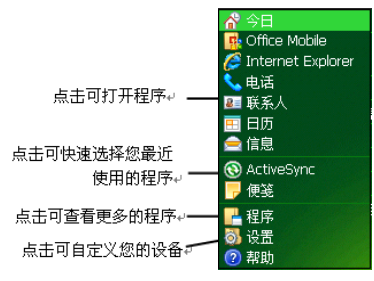 今日
Office Mobile
Internet Explorer
电话
点击可打开程序
联系人
日历
信息
点击可快速选择您最近
使用的程序
ActiveSync
便笺
点击可查看更多的程序
程序
点击可自定义您的设备
设置
帮助